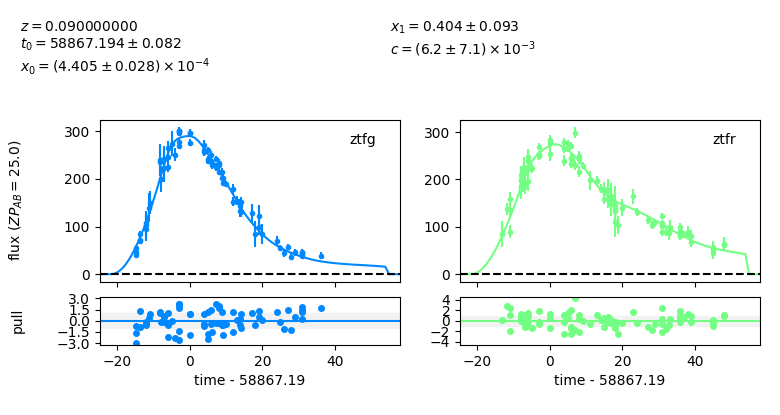 z = 0.090000000
t₀ = 58867.194 ± 0.082
x₀ = (4.405 ± 0.028) × 10⁻⁴
x₁ = 0.404 ± 0.093
c = (6.2 ± 7.1) × 10⁻³
flux (ZP_AB = 25.0)
300
200
100
0
ztfg
300
200
100
0
ztfr
pull
3.0
1.5
0.0
−1.5
−3.0
4
2
0
−2
−4
−20 0 20 40
−20 0 20 40
time - 58867.19
time - 58867.19